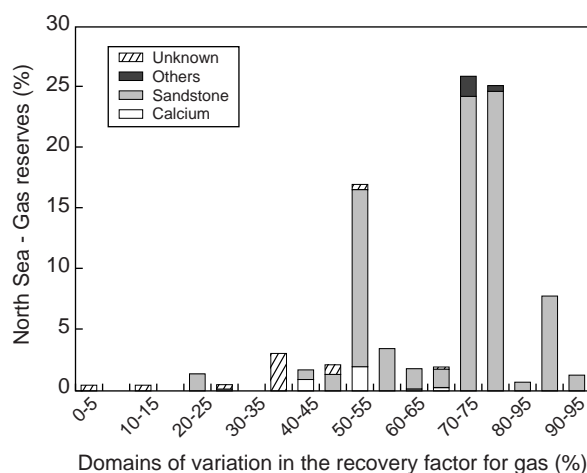 30
25
20
15
10
5
0
North Sea - Gas reserves (%)
Unknown
Others
Sandstone
Calcium
0-5
10-15
20-25
30-35
40-45
50-55
60-65
70-75
80-95
90-95
Domains of variation in the recovery factor for gas (%)